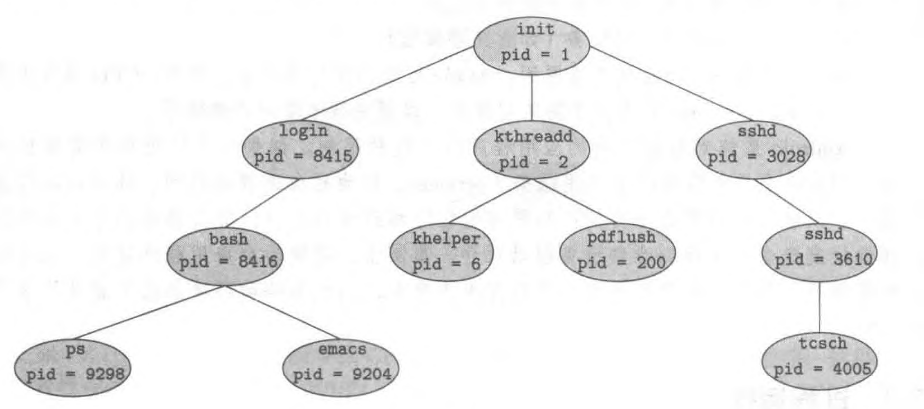 init
pid = 1
login
pid = 8415
kthreadd
pid = 2
sshd
pid = 3028
bash
pid = 8416
khelper
pid = 6
pdflush
pid = 200
sshd
pid = 3610
ps
pid = 9298
emacs
pid = 9204
tcsch
pid = 4005